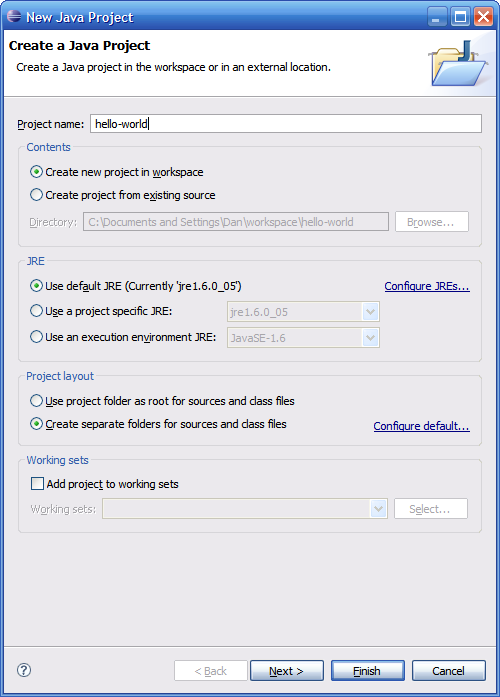 New Java Project
Create a Java Project
Create a Java project in the workspace or in an external location.
Project name: hello-world
Contents
Create new project in workspace
Create project from existing source
Directory: C:\Documents and Settings\Dan\workspace\hello-world Browse...
JRE
Use default JRE (Currently 'jre1.6.0_05') Configure JREs...
Use a project specific JRE: jre1.6.0_05
Use an execution environment JRE: JavaSE-1.6
Project layout
Use project folder as root for sources and class files
Create separate folders for sources and class files Configure default...
Working sets
Add project to working sets
Working sets: Select...
? < Back Next > Finish Cancel